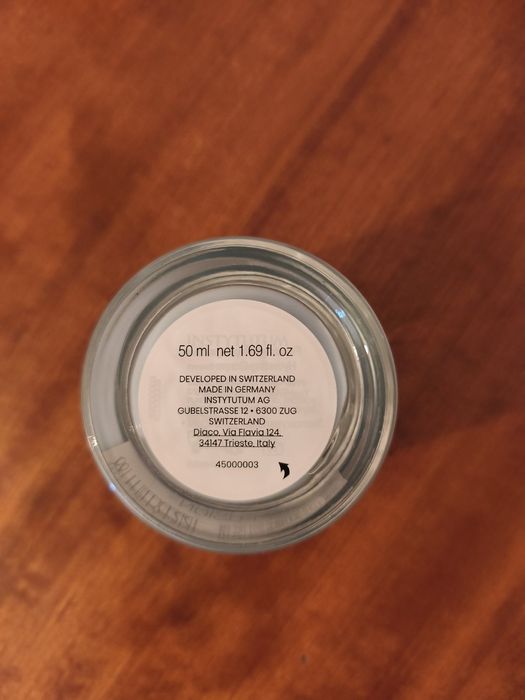 50 ml net 1.69 fl. oz
DEVELOPED IN SWITZERLAND
MADE IN GERMANY
INSTYTUTUM AG
GUBELSTRASSE 12 • 6300 ZUG
SWITZERLAND
Diaco, Via Flavia 124,
34147 Trieste, Italy
45000003